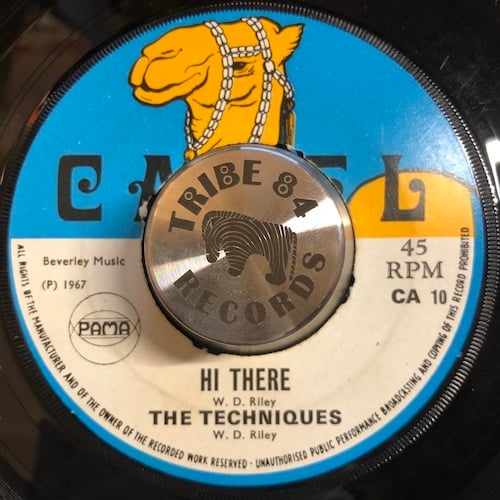 CAMEL
TRIBE 84
RECORDS
45
RPM
CA 10
Beverley Music
(P) 1967
PAMA
HI THERE
W. D. Riley
THE TECHNIQUES
W. D. Riley
ALL RIGHTS OF THE MANUFACTURER AND OF THE OWNER OF THE RECORDED WORK RESERVED · UNAUTHORISED PUBLIC PERFORMANCE BROADCASTING AND COPYING OF THIS RECORD PROHIBITED